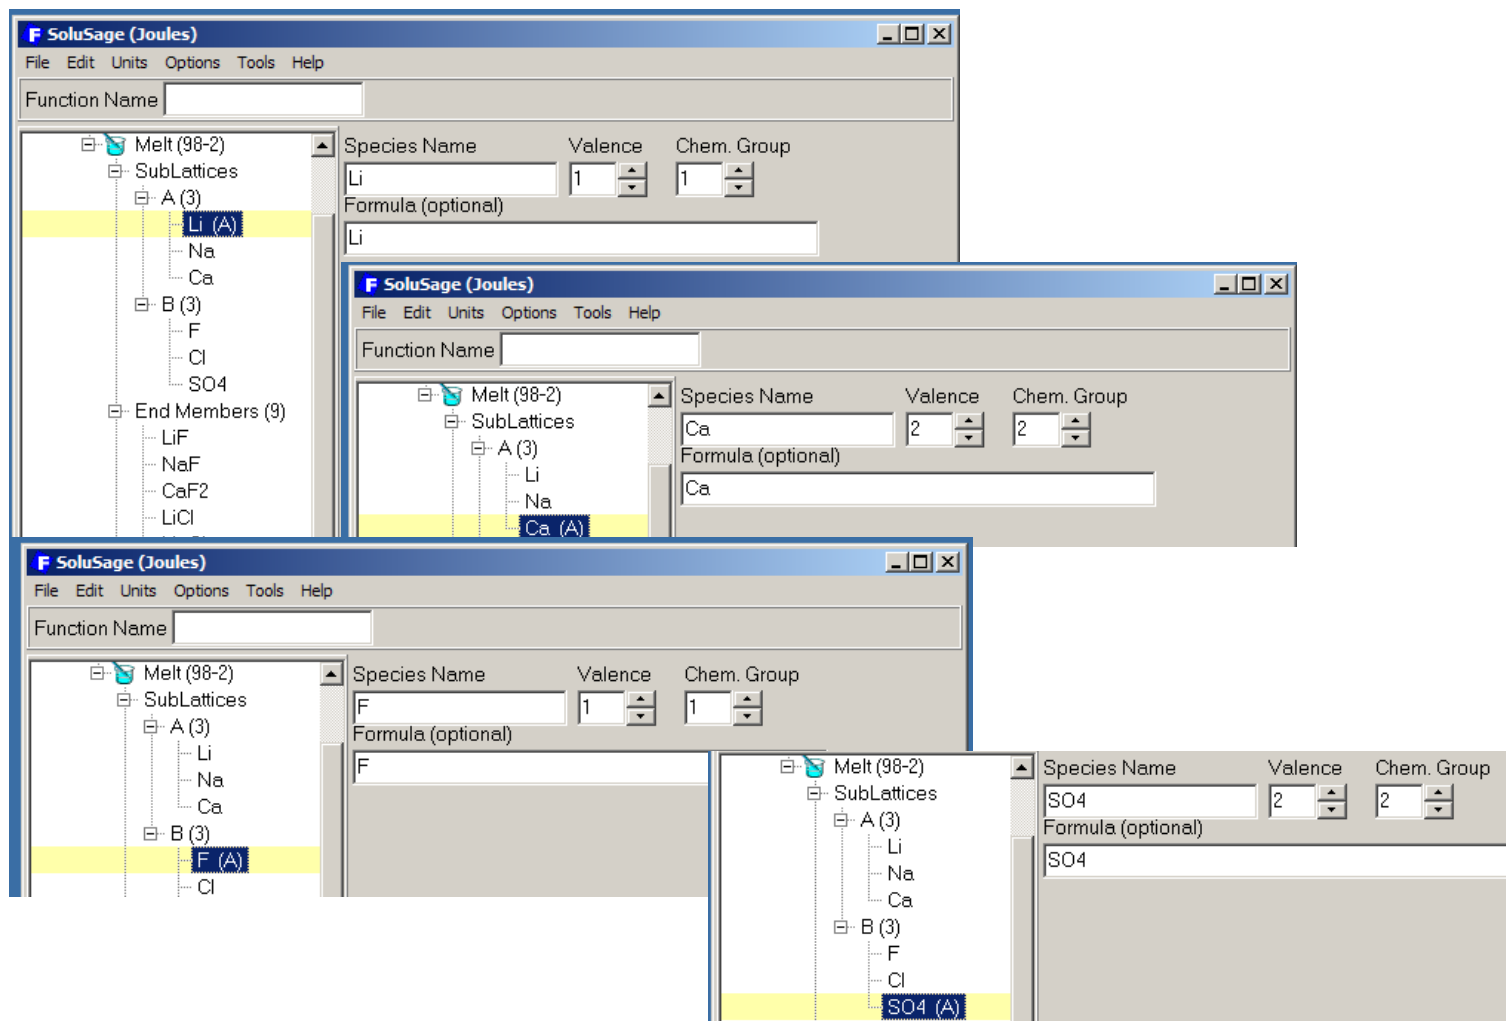 SoluSage (Joules)
File Edit Units Options Tools Help
Function Name
Melt (98-2)
SubLattices
A (3)
Li (A)
Na
Ca
B (3)
F
Cl
SO4
End Members (9)
LiF
NaF
CaF2
LiCl
Species Name Valence Chem. Group
Li 1 1
Formula (optional)
Li
SoluSage (Joules)
File Edit Units Options Tools Help
Function Name
Melt (98-2)
SubLattices
A (3)
Li
Na
Ca (A)
Species Name Valence Chem. Group
Ca 2 2
Formula (optional)
Ca
SoluSage (Joules)
File Edit Units Options Tools Help
Function Name
Melt (98-2)
SubLattices
A (3)
Li
Na
Ca
B (3)
F (A)
Cl
Species Name Valence Chem. Group
F 1 1
Formula (optional)
F
Melt (98-2)
SubLattices
A (3)
Li
Na
Ca
B (3)
F
Cl
SO4 (A)
Species Name Valence Chem. Group
SO4 2 2
Formula (optional)
SO4